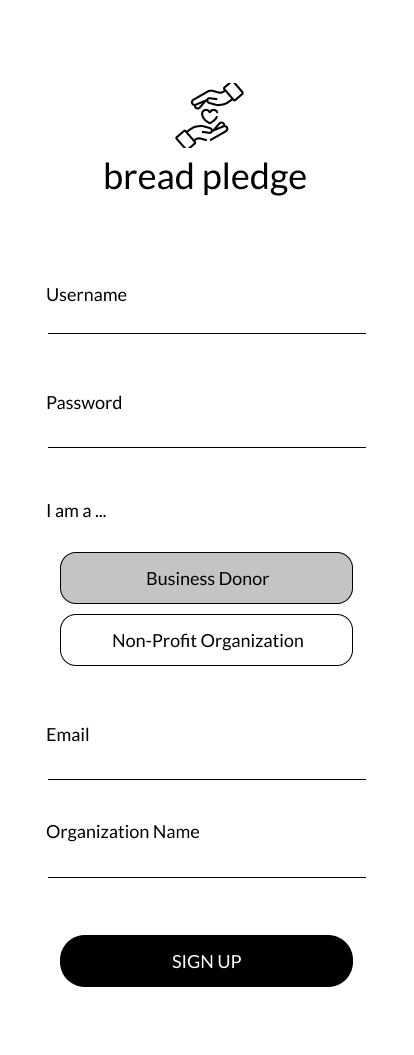 bread pledge
Username
Password
I am a ...
Business Donor
Non-Profit Organization
Email
Organization Name
SIGN UP